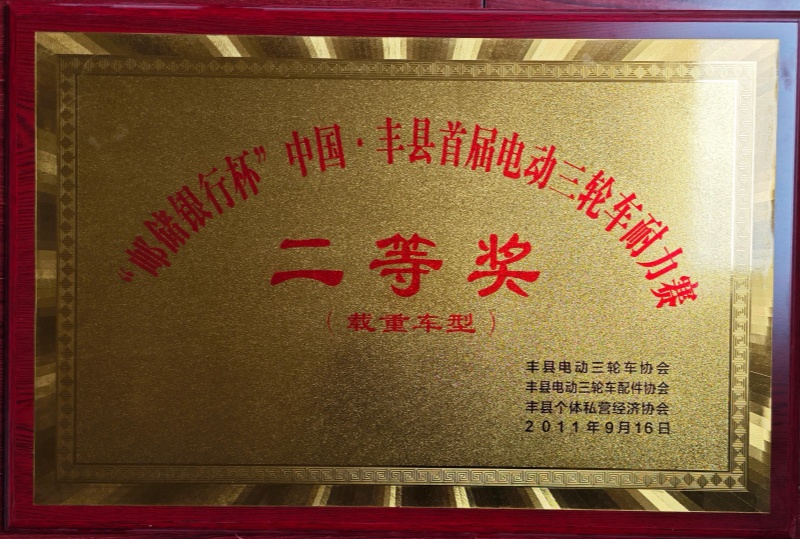 “邮储银行杯”中国·丰县首届电动三轮车耐力赛
二等奖
（载重车型）
丰县电动三轮车协会
丰县电动三轮车配件协会
丰县个体私营经济协会
2011年9月16日